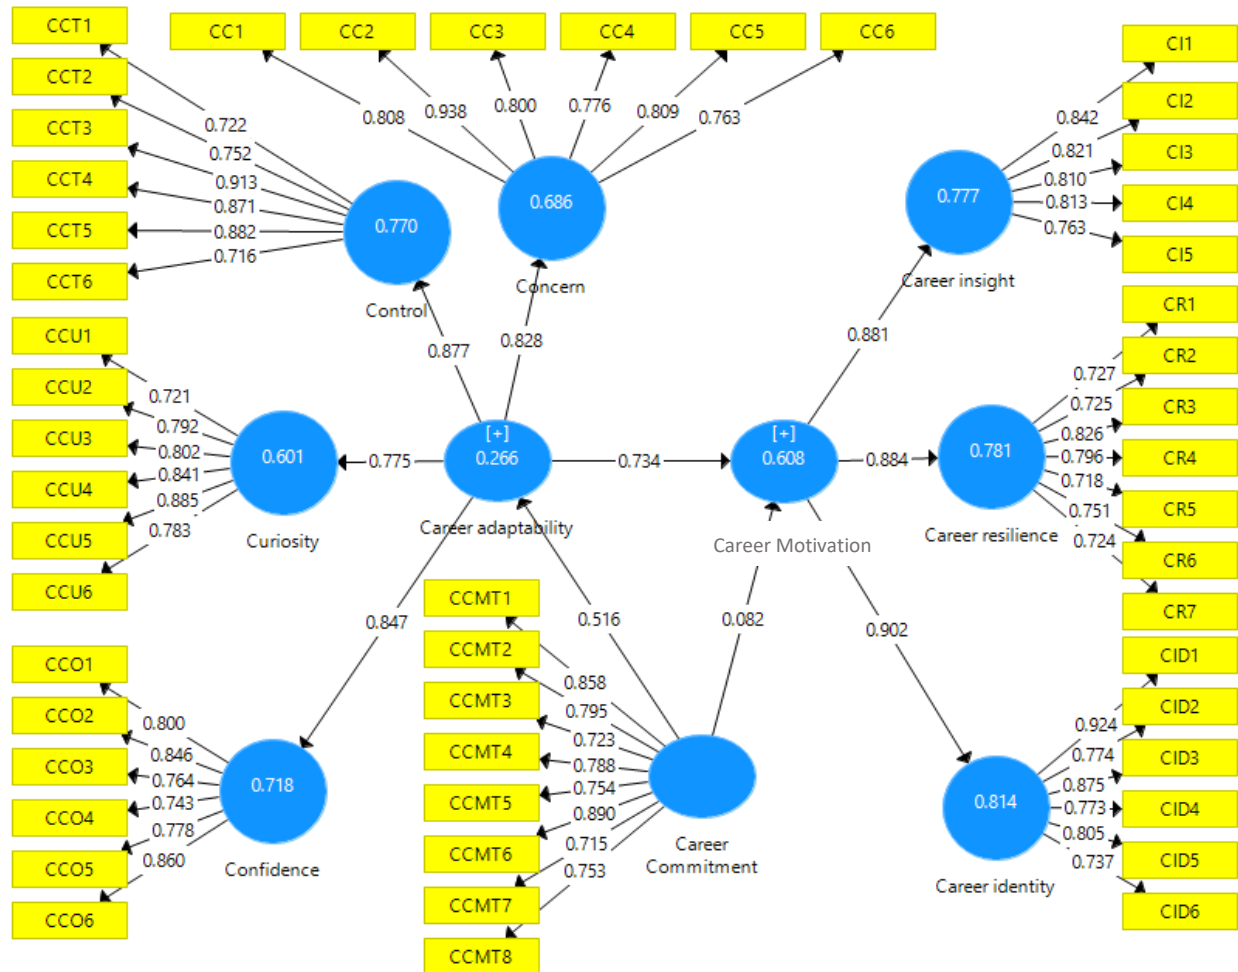 CCT1
CCT2
CCT3
CCT4
CCT5
CCT6
0.722
0.752
0.913
0.871
0.882
0.716
0.770
Control
CC1
CC2
CC3
CC4
CC5
CC6
0.808
0.938
0.800
0.776
0.809
0.763
0.686
Concern
CI1
CI2
CI3
CI4
CI5
0.842
0.821
0.810
0.813
0.763
0.777
Career insight
0.877
0.828
0.881
CCU1
CCU2
CCU3
CCU4
CCU5
CCU6
0.721
0.792
0.802
0.841
0.885
0.783
0.601
Curiosity
0.775
[+]
0.266
Career adaptability
0.734
[+]
0.608
Career Motivation
0.884
0.781
Career resilience
CR1
CR2
CR3
CR4
CR5
CR6
CR7
0.727
0.725
0.826
0.796
0.718
0.751
0.724
0.847
0.516
0.082
0.902
CCO1
CCO2
CCO3
CCO4
CCO5
CCO6
0.800
0.846
0.764
0.743
0.778
0.860
0.718
Confidence
CCMT1
CCMT2
CCMT3
CCMT4
CCMT5
CCMT6
CCMT7
CCMT8
0.858
0.795
0.723
0.788
0.754
0.890
0.715
0.753
Career
Commitment
CID1
CID2
CID3
CID4
CID5
CID6
0.924
0.774
0.875
0.773
0.805
0.737
0.814
Career identity